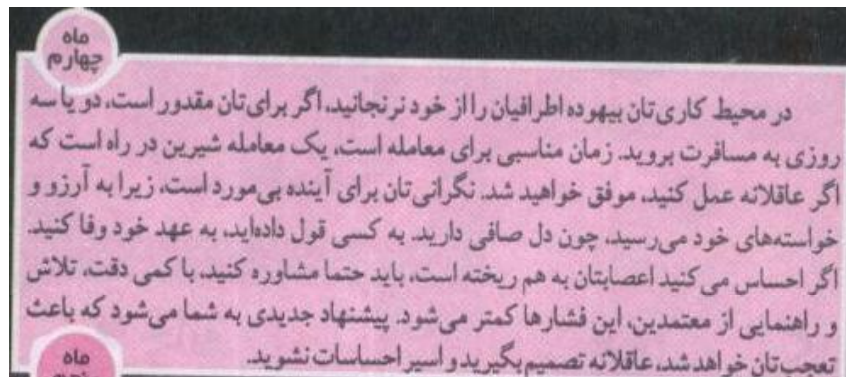 ماه
چهارم
در محیط کاری‌تان بیهوده اطرافیان را از خود نرنجانید. اگر برای‌تان مقدور است، دو یا سه
روزی به مسافرت بروید. زمان مناسبی برای معامله است، یک معامله شیرین در راه است که
اگر عاقلانه عمل کنید، موفق خواهید شد. نگرانی‌تان برای آینده بی‌مورد است، زیرا به آرزو و
خواسته‌های خود می‌رسید، چون دل صافی دارید. به کسی قول داده‌اید، به عهد خود وفا کنید.
اگر احساس می‌کنید اعصابتان به هم ریخته است، باید حتما مشاوره کنید. با کمی دقت، تلاش
و راهنمایی از معتمدین، این فشارها کمتر می‌شود. پیشنهاد جدیدی به شما می‌شود که باعث
تعجب‌تان خواهد شد، عاقلانه تصمیم بگیرید و اسیر احساسات نشوید.
ماه